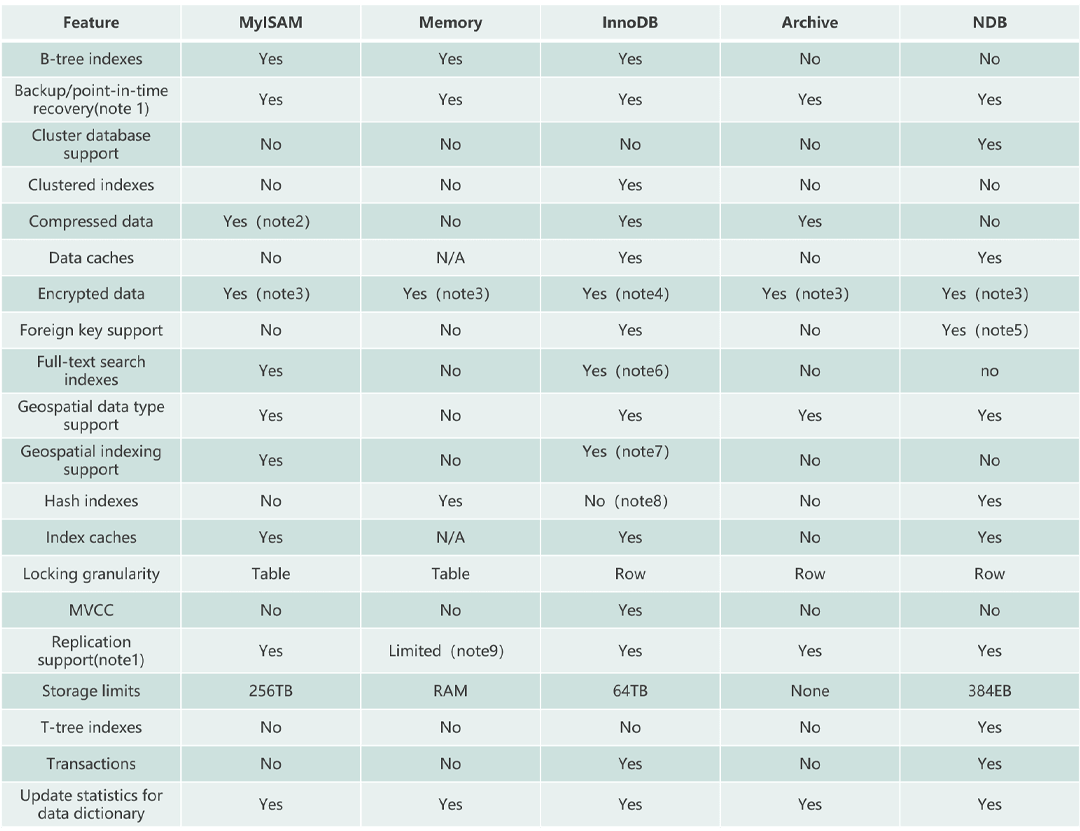 Feature MyISAM Memory InnoDB Archive NDB
B-tree indexes Yes Yes Yes No No
Backup/point-in-time
recovery(note 1) Yes Yes Yes Yes Yes
Cluster database
support No No No No Yes
Clustered indexes No No Yes No No
Compressed data Yes（note2） No Yes Yes No
Data caches No N/A Yes No Yes
Encrypted data Yes（note3） Yes（note3） Yes（note4） Yes（note3） Yes（note3）
Foreign key support No No Yes No Yes（note5）
Full-text search
indexes Yes No Yes（note6） No no
Geospatial data type
support Yes No Yes Yes Yes
Geospatial indexing
support Yes No Yes（note7） No No
Hash indexes No Yes No（note8） No Yes
Index caches Yes N/A Yes No Yes
Locking granularity Table Table Row Row Row
MVCC No No Yes No No
Replication
support(note1) Yes Limited（note9） Yes Yes Yes
Storage limits 256TB RAM 64TB None 384EB
T-tree indexes No No No No Yes
Transactions No No Yes No Yes
Update statistics for
data dictionary Yes Yes Yes Yes Yes